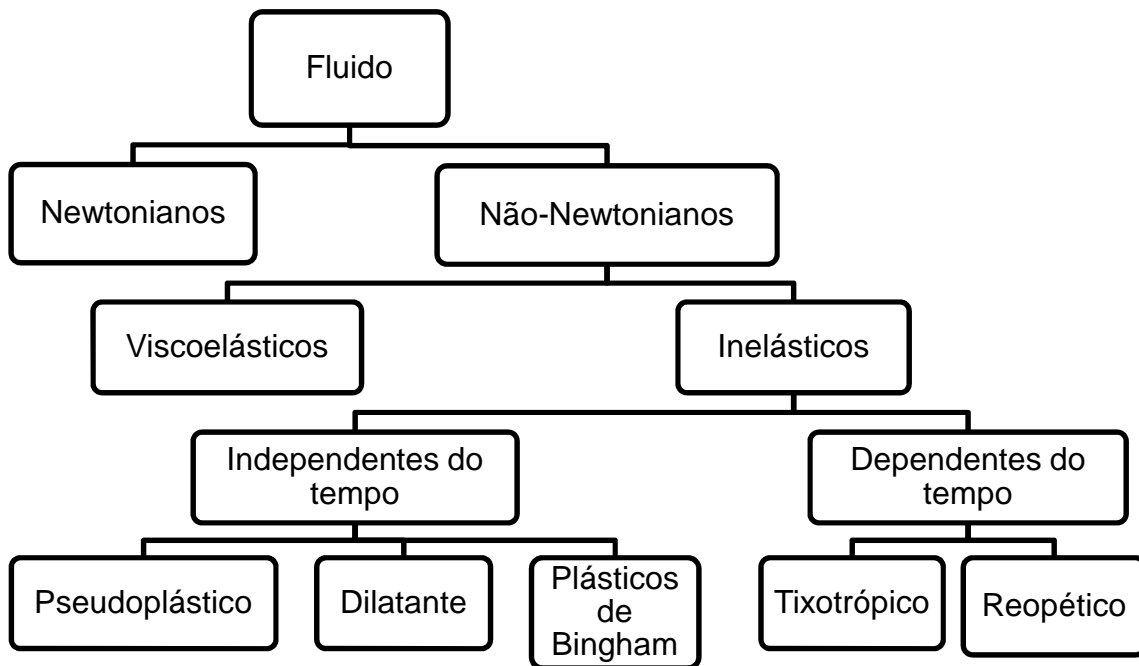 Fluido
Newtonianos
Não-Newtonianos
Viscoelásticos
Inelásticos
Independentes do
tempo
Dependentes do
tempo
Pseudoplástico
Dilatante
Plásticos
de
Bingham
Tixotrópico
Reopético